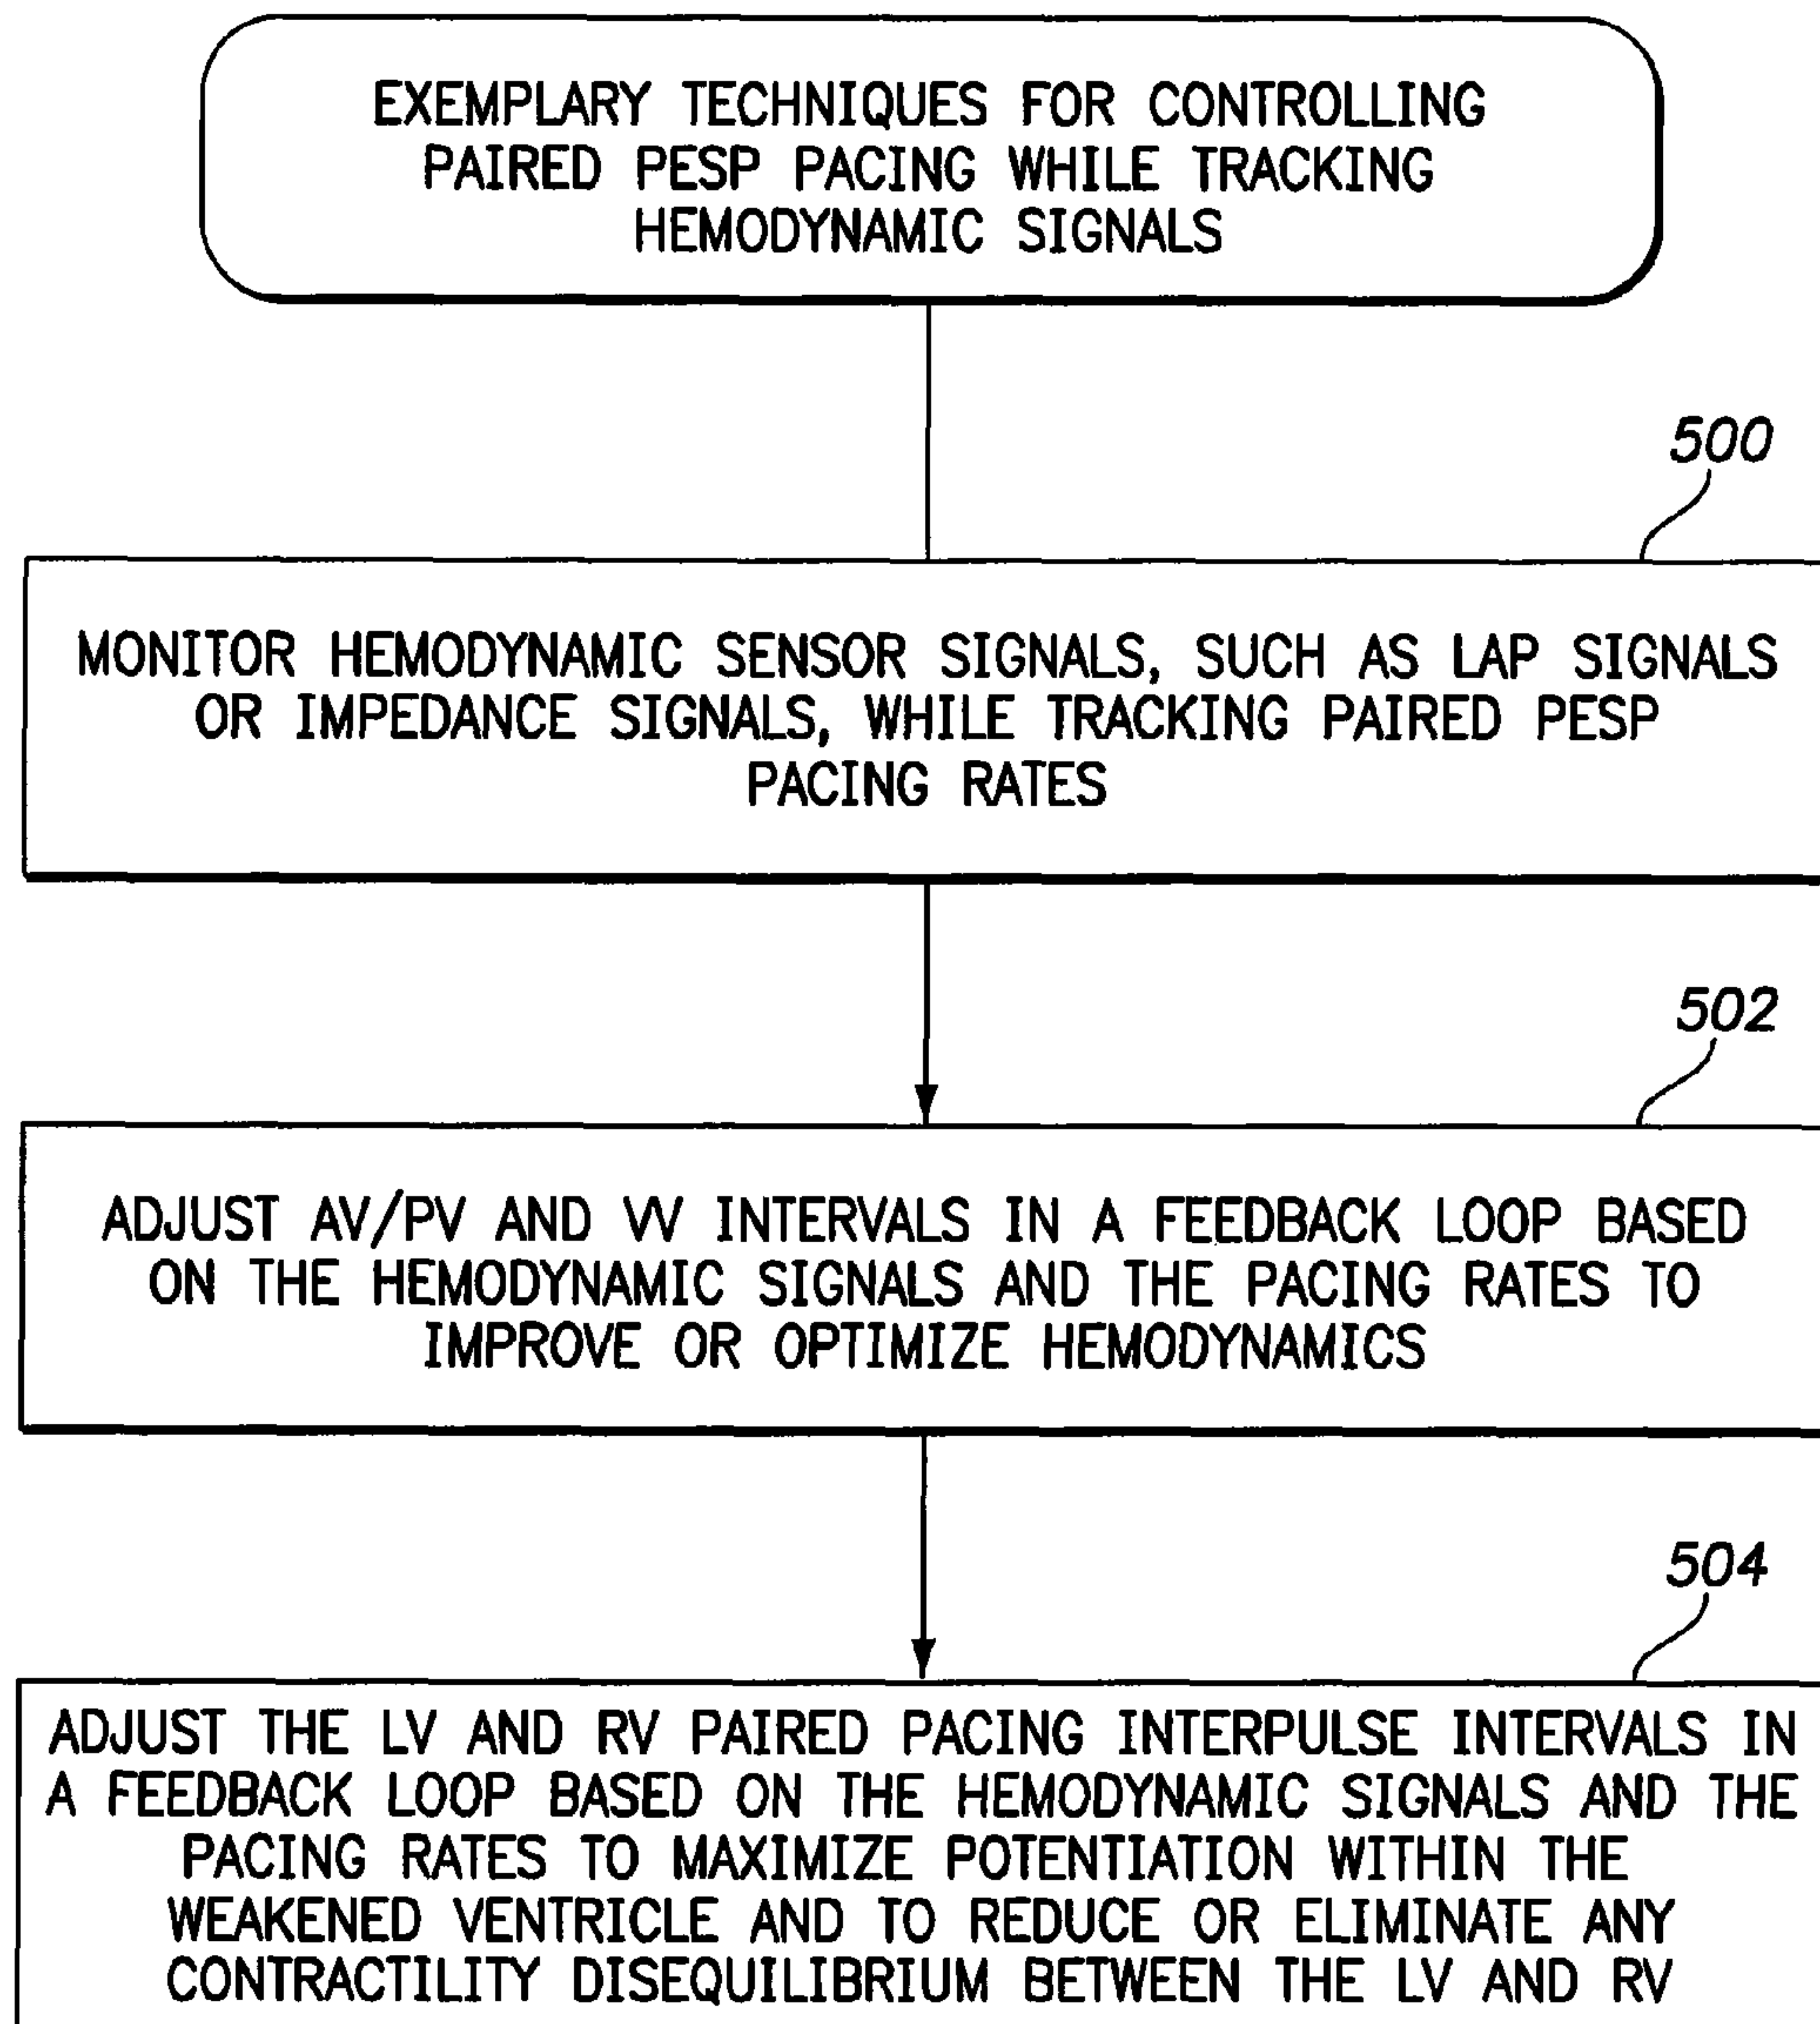 EXEMPLARY TECHNIQUES FOR CONTROLLING
PAIRED PESP PACING WHILE TRACKING
HEMODYNAMIC SIGNALS
500
MONITOR HEMODYNAMIC SENSOR SIGNALS, SUCH AS LAP SIGNALS
OR IMPEDANCE SIGNALS, WHILE TRACKING PAIRED PESP
PACING RATES
502
ADJUST AV/PV AND VV INTERVALS IN A FEEDBACK LOOP BASED
ON THE HEMODYNAMIC SIGNALS AND THE PACING RATES TO
IMPROVE OR OPTIMIZE HEMODYNAMICS
504
ADJUST THE LV AND RV PAIRED PACING INTERPULSE INTERVALS IN
A FEEDBACK LOOP BASED ON THE HEMODYNAMIC SIGNALS AND THE
PACING RATES TO MAXIMIZE POTENTIATION WITHIN THE
WEAKENED VENTRICLE AND TO REDUCE OR ELIMINATE ANY
CONTRACTILITY DISEQUILIBRIUM BETWEEN THE LV AND RV